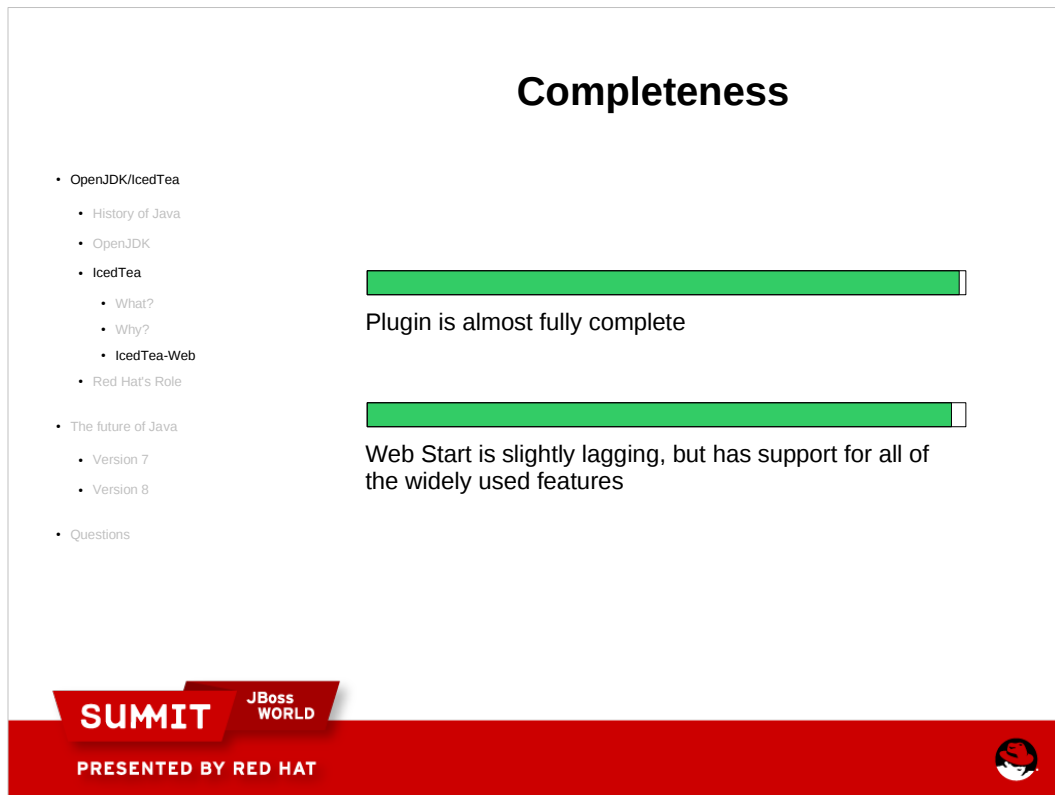 Completeness
• OpenJDK/IcedTea
• History of Java
• OpenJDK
• IcedTea
• What?
• Why?
• IcedTea-Web
• Red Hat's Role
• The future of Java
• Version 7
• Version 8
• Questions
Plugin is almost fully complete
Web Start is slightly lagging, but has support for all of
the widely used features
SUMMIT
JBoss
WORLD
PRESENTED BY RED HAT